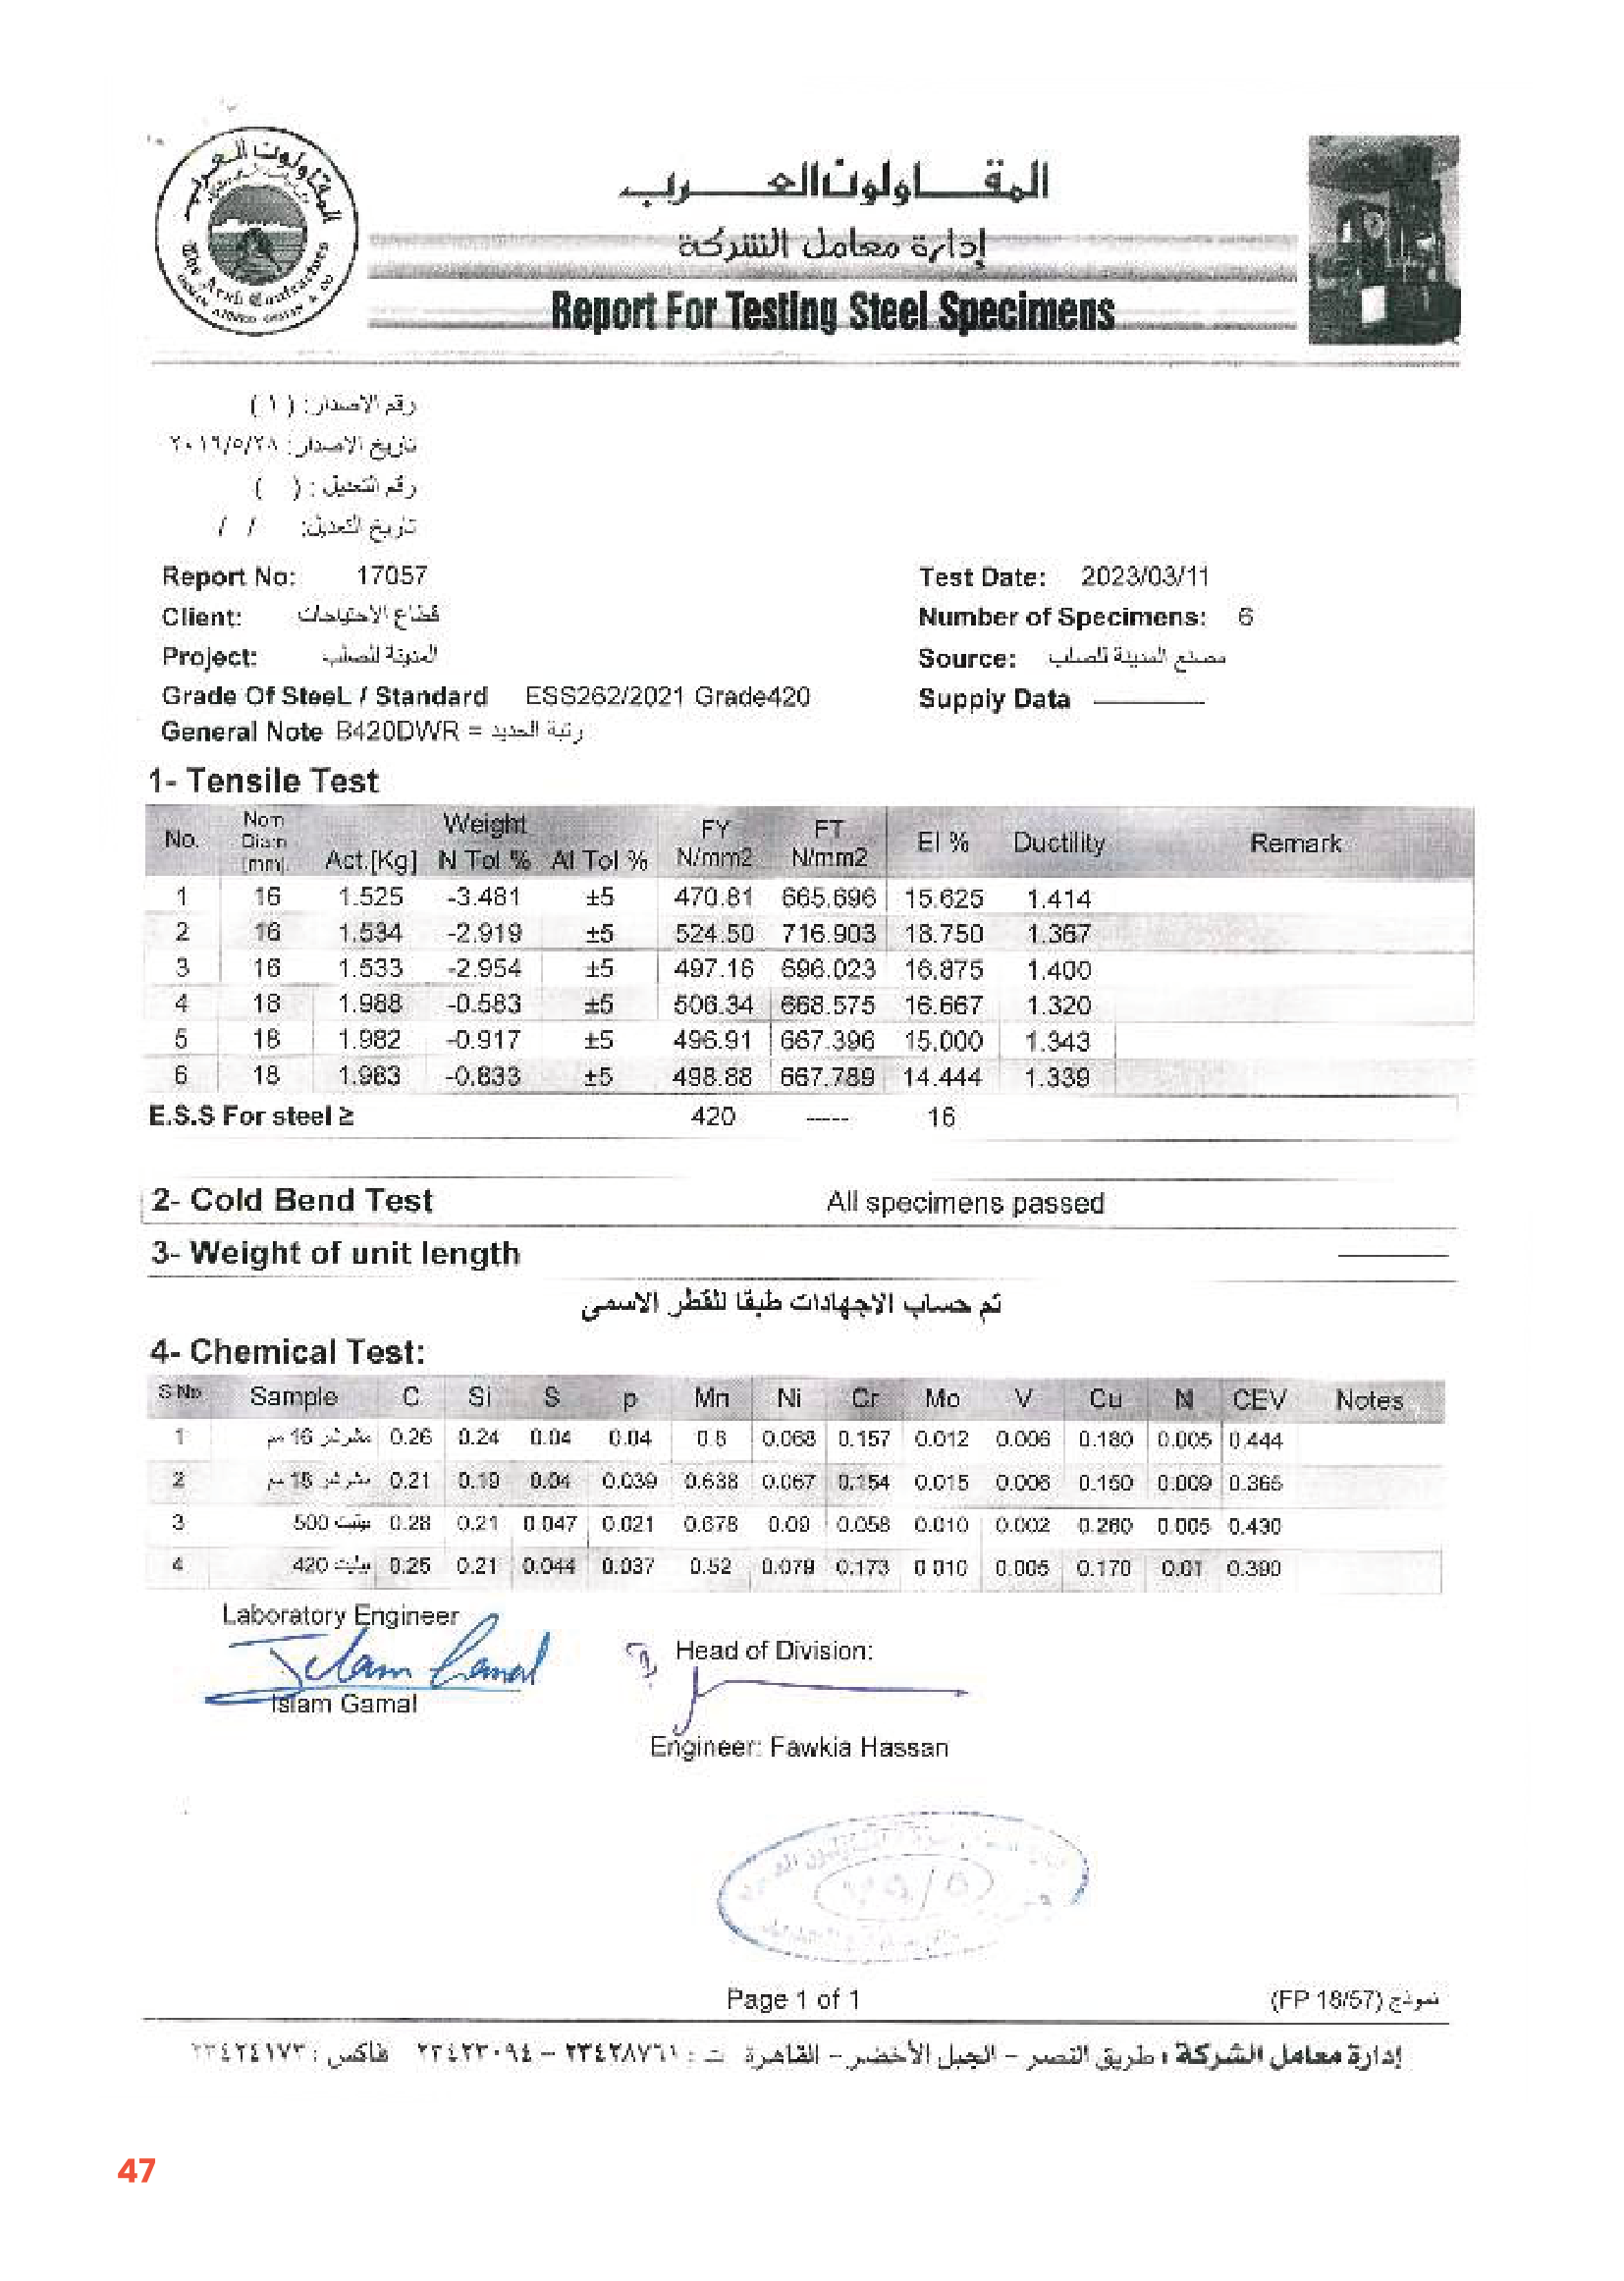 المقاولون العرب
إدارة معامل الشركة
Report For Testing Steel Specimens
رقم الاصدار: (١)
تاريخ الاصدار: ٢٠١٦/٥/٢٨
رقم التعديل: ( )
تاريخ التعديل: / /
Report No: 17057 Test Date: 2023/03/11
Client: قطاع الاحتياجات Number of Specimens: 6
Project: المدينة للصلب Source: مصنع المدينة للصلب
Grade Of SteeL / Standard ESS262/2021 Grade420 Supply Data
General Note B420DWR = رتبة الحديد
1- Tensile Test
No. Nom Diam [mm]. Weight Act.[Kg] N Tol % Al Tol % FY N/mm2 FT N/mm2 El % Ductility Remark
1 16 1.525 -3.481 ±5 470.81 665.696 15.625 1.414
2 16 1.534 -2.919 ±5 524.50 716.903 18.750 1.367
3 16 1.533 -2.954 ±5 497.16 696.023 16.875 1.400
4 18 1.988 -0.583 ±5 506.34 668.575 16.667 1.320
5 18 1.982 -0.917 ±5 496.91 667.396 15.000 1.343
6 18 1.983 -0.833 ±5 498.88 667.789 14.444 1.339
E.S.S For steel ≥ 420 ----- 16
2- Cold Bend Test All specimens passed
3- Weight of unit length
تم حساب الاجهادات طبقا للقطر الاسمى
4- Chemical Test:
S No Sample C Si S p Mn Ni Cr Mo V Cu N CEV Notes
1 مشرشر 16 مم 0.26 0.24 0.04 0.04 0.8 0.068 0.157 0.012 0.006 0.180 0.005 0.444
2 مشرشر 18 مم 0.21 0.19 0.04 0.039 0.638 0.067 0.154 0.015 0.006 0.150 0.009 0.365
3 بيليت 500 0.28 0.21 0.047 0.021 0.678 0.09 0.058 0.010 0.002 0.260 0.005 0.430
4 بيليت 420 0.25 0.21 0.044 0.037 0.52 0.079 0.173 0.010 0.005 0.170 0.01 0.390
Laboratory Engineer
Islam Gamal
Islam Gamal
Head of Division:
Engineer: Fawkia Hassan
Page 1 of 1
نموذج (FP 18/57)
إدارة معامل الشركة : طريق النصر - الجبل الأخضر - القاهرة ت : ٢٣٤٢٨٧٦١ - ٢٣٤٢٣٠٩٤ فاكس : ٢٣٤٢٤١٧٣
47